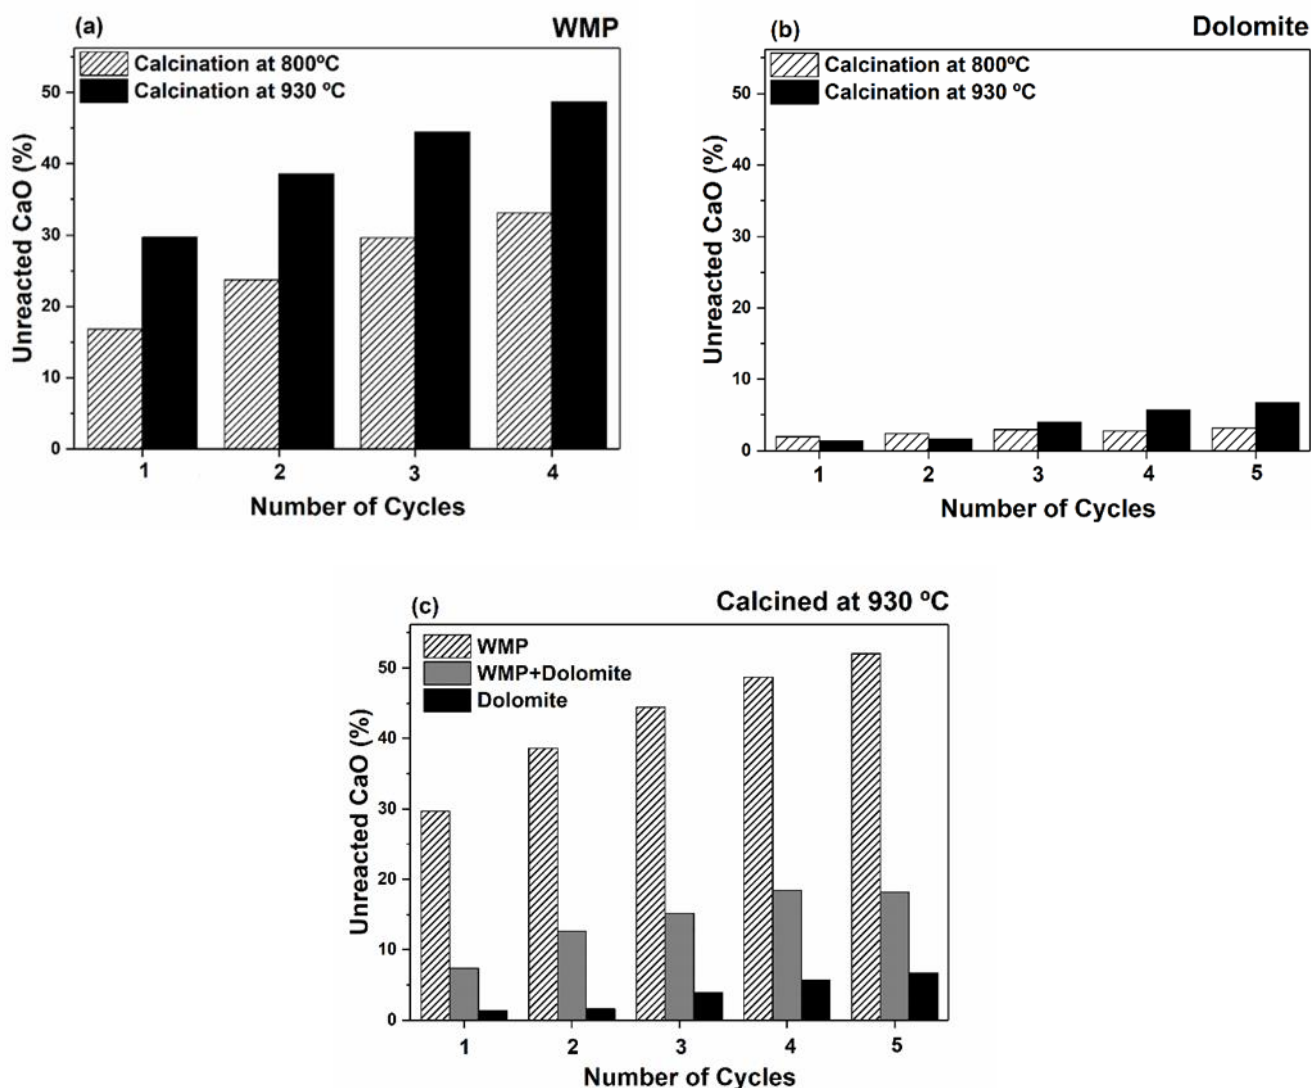 (a) WMP
Calcination at 800ºC
Calcination at 930 ºC
50
40
30
20
10
0
Unreacted CaO (%)
1 2 3 4
Number of Cycles
(b) Dolomite
Calcination at 800ºC
Calcination at 930 ºC
50
40
30
20
10
0
Unreacted CaO (%)
1 2 3 4 5
Number of Cycles
(c) Calcined at 930 ºC
WMP
WMP+Dolomite
Dolomite
50
40
30
20
10
0
Unreacted CaO (%)
1 2 3 4 5
Number of Cycles